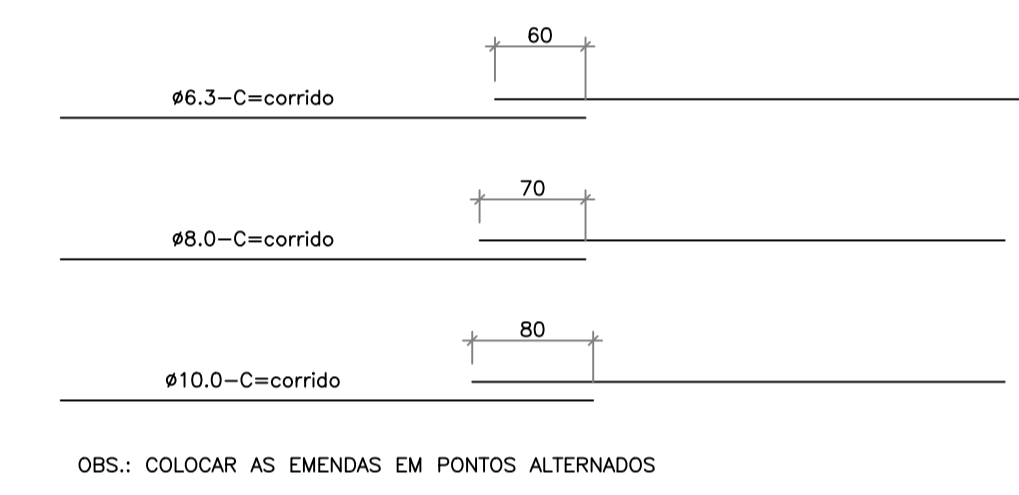 60
ø6.3-C=corrido
70
ø8.0-C=corrido
80
ø10.0-C=corrido
OBS.: COLOCAR AS EMENDAS EM PONTOS ALTERNADOS